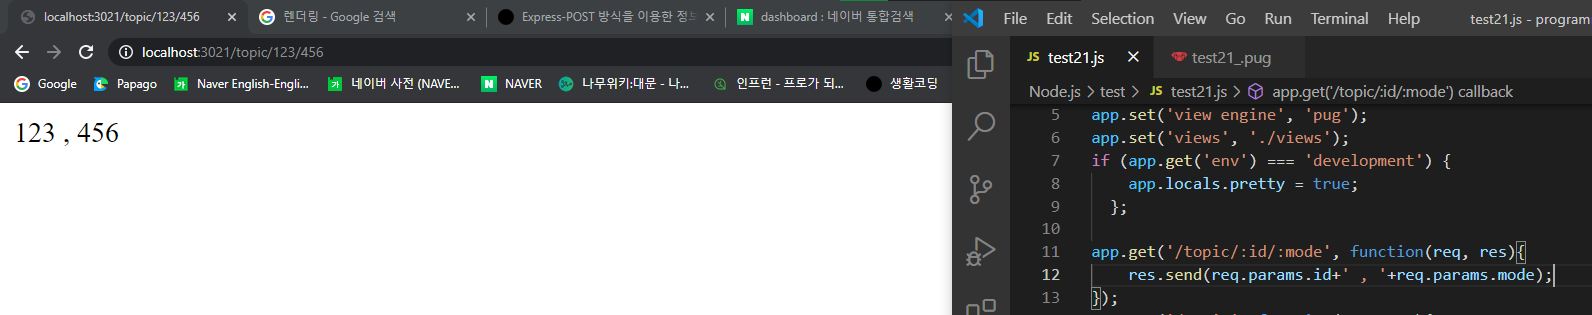 localhost:3021/topic/123/456
렌더링 - Google 검색
Express-POST 방식을 이용한 정보
dashboard : 네이버 통합검색
localhost:3021/topic/123/456
Google
Papago
Naver English-Engli...
네이버 사전 (NAVE...
NAVER
나무위키:대문 - 나...
인프런 - 프로가 되...
생활코딩
123 , 456
File Edit Selection View Go Run Terminal Help test21.js - program
JS test21.js
test21_.pug
Node.js > test > JS test21.js > app.get('/topic/:id/:mode') callback
5 app.set('view engine', 'pug');
6 app.set('views', './views');
7 if (app.get('env') === 'development') {
8 app.locals.pretty = true;
9 };
10
11 app.get('/topic/:id/:mode', function(req, res){
12 res.send(req.params.id+' , '+req.params.mode);
13 });